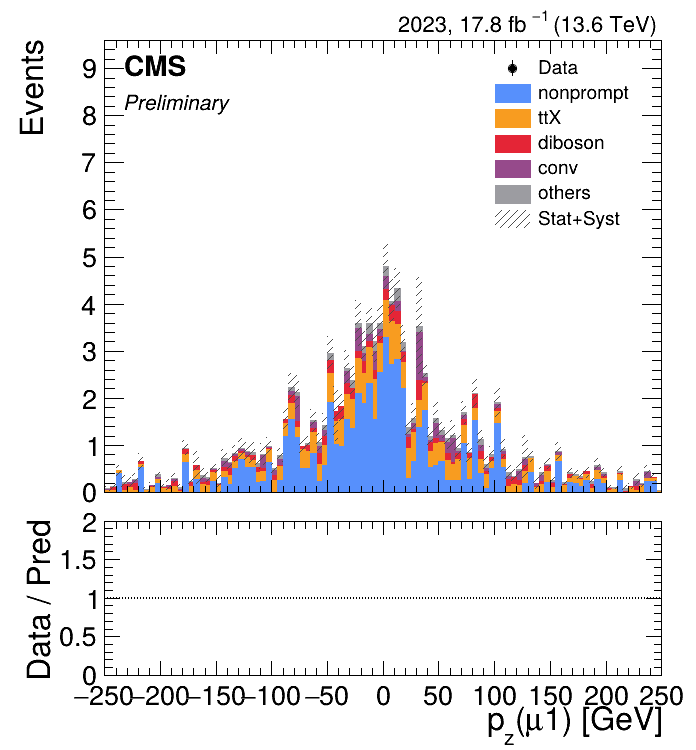 2023, 17.8 fb⁻¹ (13.6 TeV)
CMS
Preliminary
Events
9
8
7
6
5
4
3
2
1
0
Data
nonprompt
ttX
diboson
conv
others
Stat+Syst
Data / Pred
2
1.5
1
0.5
0
−250 −200 −150 −100 −50 0 50 100 150 200 250
p_z(μ1) [GeV]